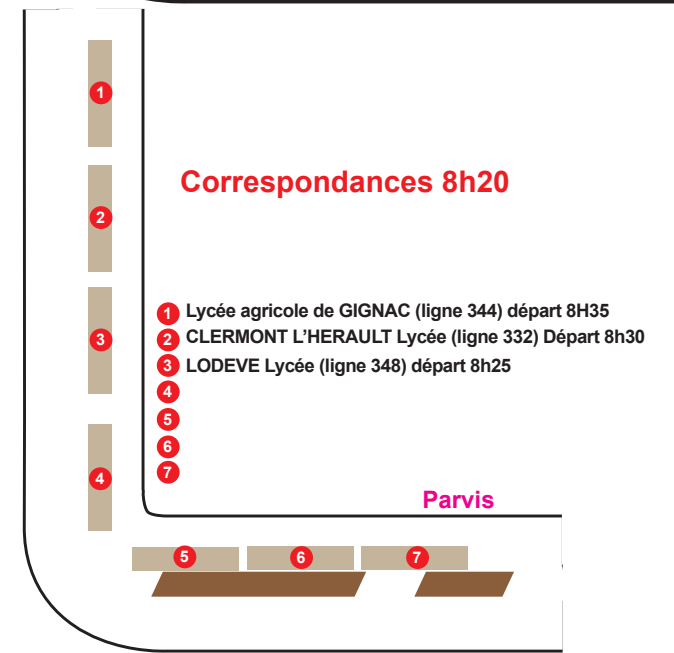 1
2
Correspondances 8h20
1 Lycée agricole de GIGNAC (ligne 344) départ 8H35
2 CLERMONT L'HERAULT Lycée (ligne 332) Départ 8h30
3
3 LODEVE Lycée (ligne 348) départ 8h25
4
5
6
7
4
Parvis
5 6 7